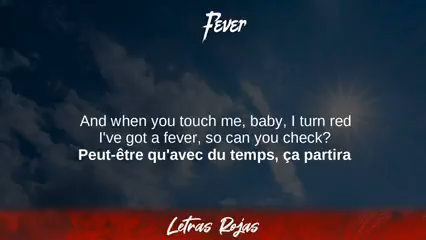 Fever
And when you touch me, baby, I turn red
I've got a fever, so can you check?
Peut-être qu'avec du temps, ça partira
Letras Rojas